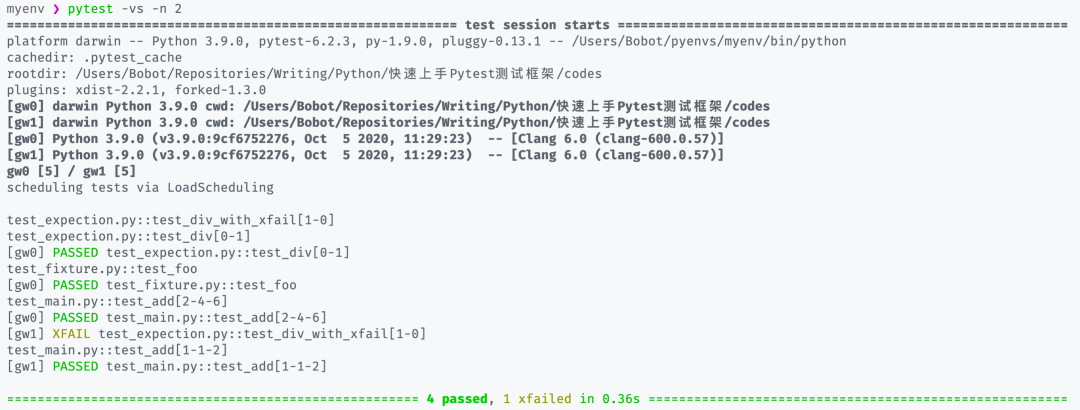 myenv ❯ pytest -vs -n 2
========================================================== test session starts ==========================================================
platform darwin -- Python 3.9.0, pytest-6.2.3, py-1.9.0, pluggy-0.13.1 -- /Users/Bobot/pyenvs/myenv/bin/python
cachedir: .pytest_cache
rootdir: /Users/Bobot/Repositories/Writing/Python/快速上手Pytest测试框架/codes
plugins: xdist-2.2.1, forked-1.3.0
[gw0] darwin Python 3.9.0 cwd: /Users/Bobot/Repositories/Writing/Python/快速上手Pytest测试框架/codes
[gw1] darwin Python 3.9.0 cwd: /Users/Bobot/Repositories/Writing/Python/快速上手Pytest测试框架/codes
[gw0] Python 3.9.0 (v3.9.0:9cf6752276, Oct  5 2020, 11:29:23)  -- [Clang 6.0 (clang-600.0.57)]
[gw1] Python 3.9.0 (v3.9.0:9cf6752276, Oct  5 2020, 11:29:23)  -- [Clang 6.0 (clang-600.0.57)]
gw0 [5] / gw1 [5]
scheduling tests via LoadScheduling
test_expection.py::test_div_with_xfail[1-0]
test_expection.py::test_div[0-1]
[gw0] PASSED test_expection.py::test_div[0-1]
test_fixture.py::test_foo
[gw0] PASSED test_fixture.py::test_foo
test_main.py::test_add[2-4-6]
[gw0] PASSED test_main.py::test_add[2-4-6]
[gw1] XFAIL test_expection.py::test_div_with_xfail[1-0]
test_main.py::test_add[1-1-2]
[gw1] PASSED test_main.py::test_add[1-1-2]
===================================================== 4 passed, 1 xfailed in 0.36s ======================================================